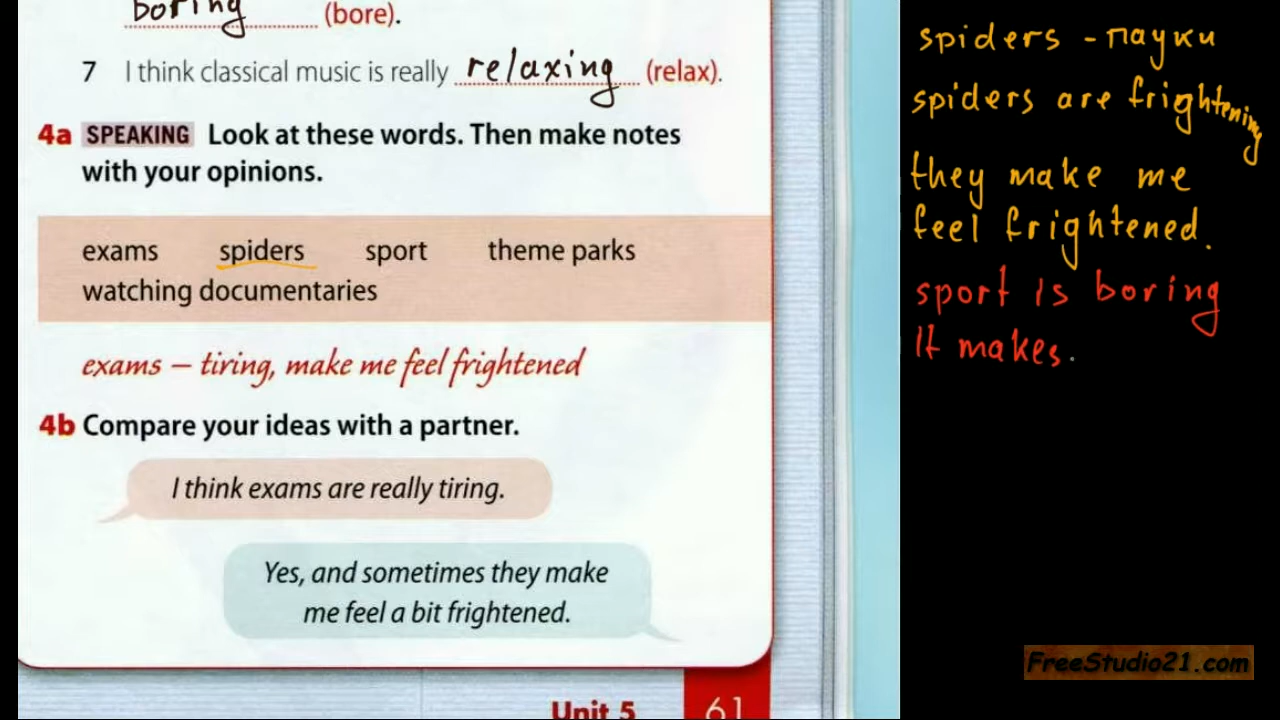 boring (bore).
7 I think classical music is really relaxing (relax).
4a SPEAKING Look at these words. Then make notes
with your opinions.
exams spiders sport theme parks
watching documentaries
exams – tiring, make me feel frightened
4b Compare your ideas with a partner.
I think exams are really tiring.
Yes, and sometimes they make
me feel a bit frightened.
Unit 5 61
spiders - пауки
spiders are frightening
they make me
feel frightened.
sport is boring
It makes.
FreeStudio21.com